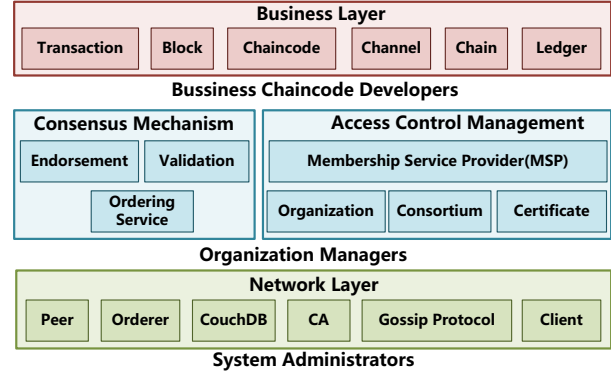 Business Layer
Transaction Block Chaincode Channel Chain Ledger
Bussiness Chaincode Developers
Consensus Mechanism
Endorsement Validation
Ordering
Service
Access Control Management
Membership Service Provider(MSP)
Organization Consortium Certificate
Organization Managers
Network Layer
Peer Orderer CouchDB CA Gossip Protocol Client
System Administrators